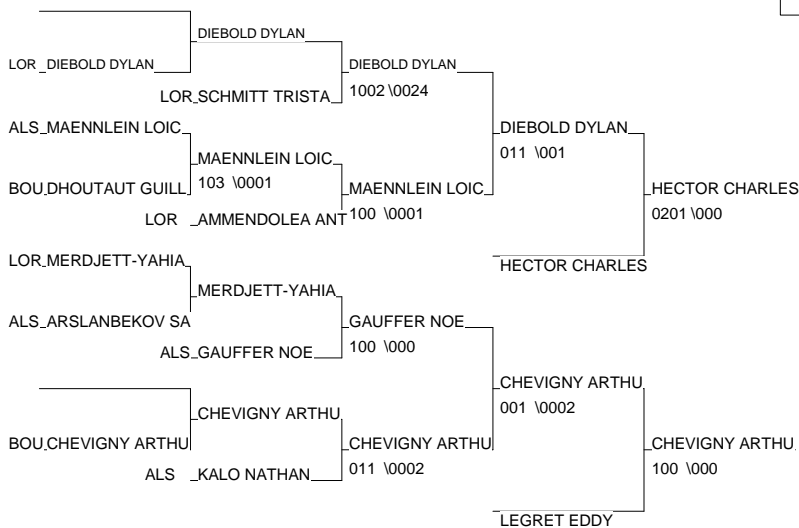 DIEBOLD DYLAN
LOR DIEBOLD DYLAN
DIEBOLD DYLAN
LOR SCHMITT TRISTA
1002 \0024
ALS MAENNLEIN LOIC
DIEBOLD DYLAN
011 \001
MAENNLEIN LOIC
103 \0001
BOU DHOUTAUT GUILL
MAENNLEIN LOIC
HECTOR CHARLES
LOR AMMENDOLEA ANT
100 \0001
0201 \000
LOR MERDJETT-YAHIA
HECTOR CHARLES
MERDJETT-YAHIA
ALS ARSLANBEKOV SA
GAUFFER NOE
ALS GAUFFER NOE
100 \000
CHEVIGNY ARTHU
001 \0002
CHEVIGNY ARTHU
BOU CHEVIGNY ARTHU
CHEVIGNY ARTHU
CHEVIGNY ARTHU
ALS KALO NATHAN
011 \0002
100 \000
LEGRET EDDY